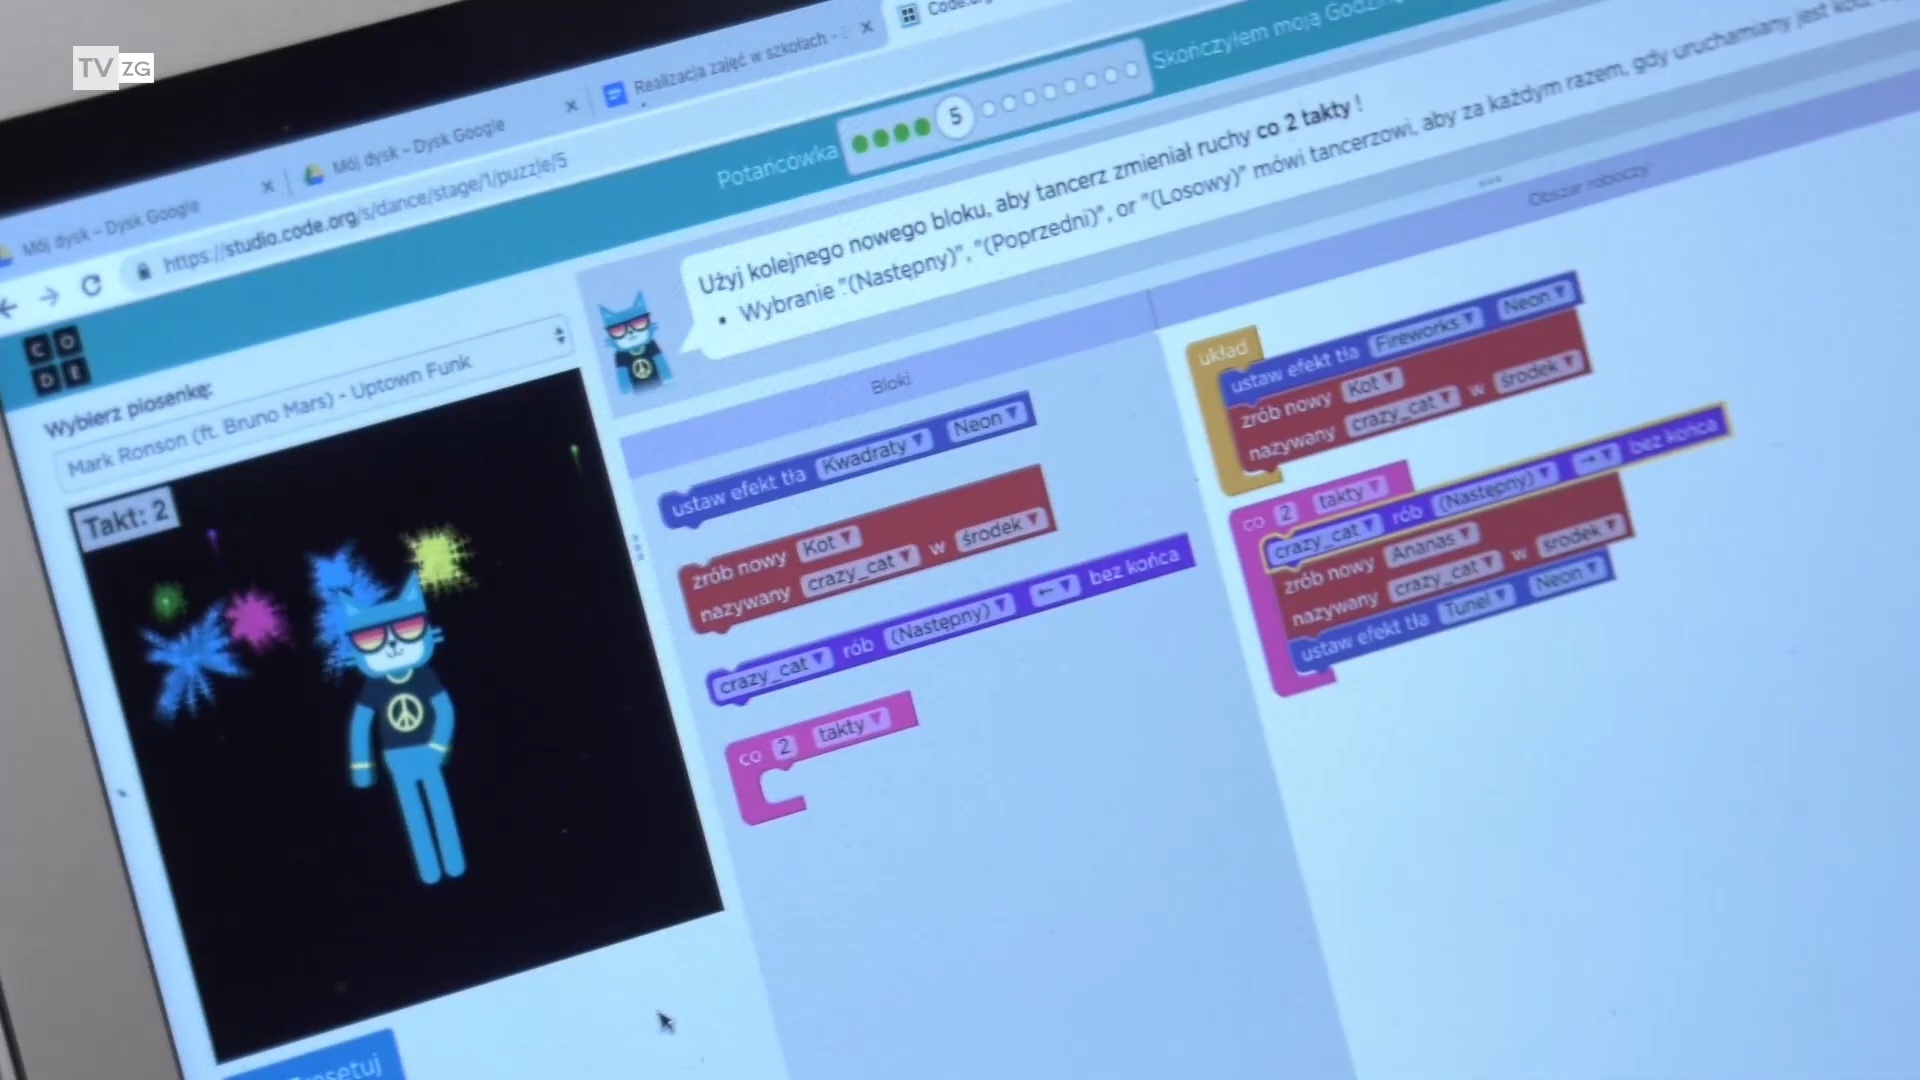 TV ZG
Mój dysk – Dysk Google
Mój dysk – Dysk Google
Realizacja zajęć w szkołach -
Code.org
https://studio.code.org/s/dance/stage/1/puzzle/5
CODE
Potańcówka
5
Skończyłem moją Godzinę
Użyj kolejnego nowego bloku, aby tancerz zmieniał ruchy co 2 takty !
• Wybranie "(Następny)", "(Poprzedni)", or "(Losowy)" mówi tancerzowi, aby za każdym razem, gdy uruchamiany jest kod,
Wybierz piosenkę:
Mark Ronson (ft. Bruno Mars) - Uptown Funk
Takt: 2
Bloki
ustaw efekt tła Kwadraty Neon
zrób nowy Kot
nazywany crazy_cat w środek
crazy_cat rób (Następny) ← bez końca
co 2 takty
Obszar roboczy
układ
ustaw efekt tła Fireworks Neon
zrób nowy Kot
nazywany crazy_cat w środek
co 2 takty
crazy_cat rób (Następny) → bez końca
zrób nowy Ananas
nazywany crazy_cat w środek
ustaw efekt tła Tunel Neon